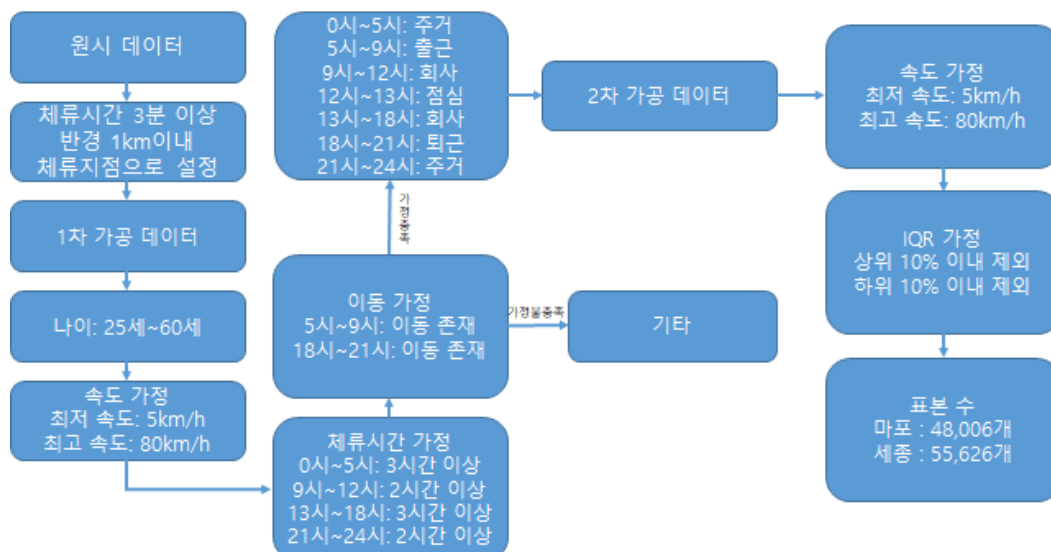 원시 데이터
체류시간 3분 이상
반경 1km이내
체류지점으로 설정
1차 가공 데이터
나이: 25세~60세
속도 가정
최저 속도: 5km/h
최고 속도: 80km/h
체류시간 가정
0시~5시: 3시간 이상
9시~12시: 2시간 이상
13시~18시: 3시간 이상
21시~24시: 2시간 이상
이동 가정
5시~9시: 이동 존재
18시~21시: 이동 존재
가정불충족
기타
가정충족
0시~5시: 주거
5시~9시: 출근
9시~12시: 회사
12시~13시: 점심
13시~18시: 회사
18시~21시: 퇴근
21시~24시: 주거
2차 가공 데이터
속도 가정
최저 속도: 5km/h
최고 속도: 80km/h
IQR 가정
상위 10% 이내 제외
하위 10% 이내 제외
표본 수
마포 : 48,006개
세종 : 55,626개